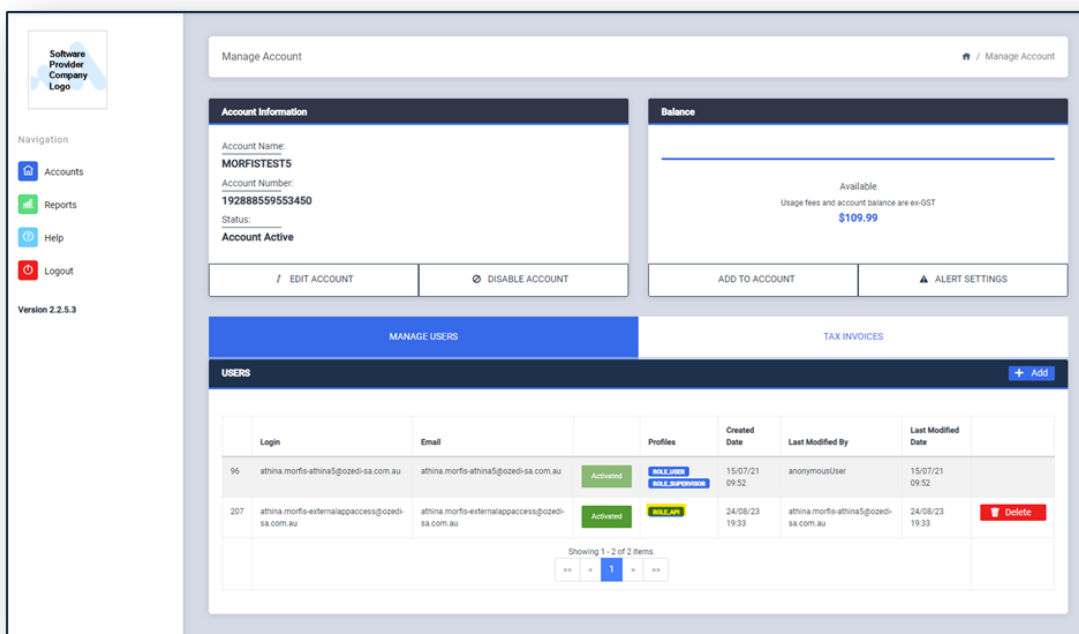 Software
Provider
Company
Logo
Navigation
Accounts
Reports
Help
Logout
Version 2.2.5.3
Manage Account
/ Manage Account
Account Information
Account Name:
MORFISTEST5
Account Number:
192888559553450
Status:
Account Active
EDIT ACCOUNT
DISABLE ACCOUNT
Balance
Available
Usage fees and account balance are ex-GST
$109.99
ADD TO ACCOUNT
ALERT SETTINGS
MANAGE USERS
TAX INVOICES
USERS
+ Add
Login Email Profiles Created Date Last Modified By Last Modified Date
96 athina.morfis-athina5@ozedi-sa.com.au athina.morfis-athina5@ozedi-sa.com.au Activated ROLE_USER ROLE_SUPERVISOR 15/07/21 09:52 anonymousUser 15/07/21 09:52
207 athina.morfis-externalappaccess@ozedi-sa.com.au athina.morfis-externalappaccess@ozedi-sa.com.au Activated ROLE_API 24/08/23 19:33 athina.morfis-athina5@ozedi-sa.com.au 24/08/23 19:33 Delete
Showing 1 - 2 of 2 items.
«« « 1 » »»